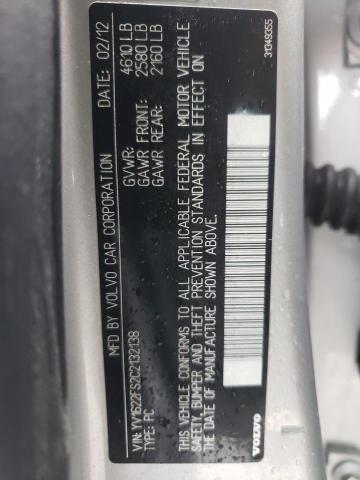 MFD BY VOLVO CAR CORPORATION DATE: 02/12
GVWR: 4610 LB
GAWR FRONT: 2580 LB
GAWR REAR: 2160 LB
VIN: YV1622FS2C2132138
TYPE: PC
THIS VEHICLE CONFORMS TO ALL APPLICABLE FEDERAL MOTOR VEHICLE
SAFETY, BUMPER AND THEFT PREVENTION STANDARDS IN EFFECT ON
THE DATE OF MANUFACTURE SHOWN ABOVE.
VOLVO 31349355